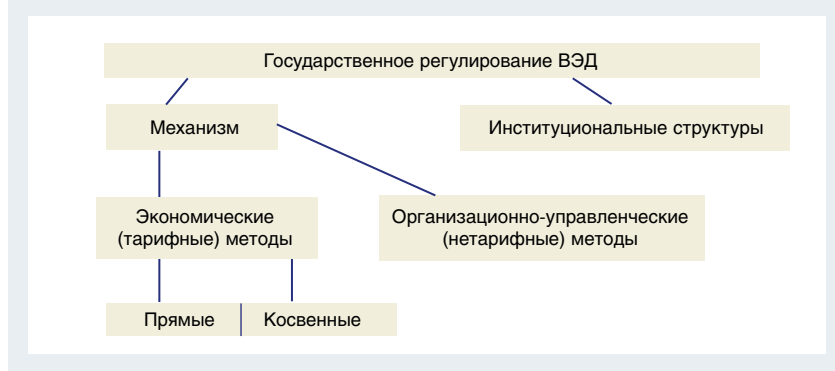 Государственное регулирование ВЭД
Механизм
Институциональные структуры
Экономические
(тарифные) методы
Организационно-управленческие
(нетарифные) методы
Прямые
Косвенные